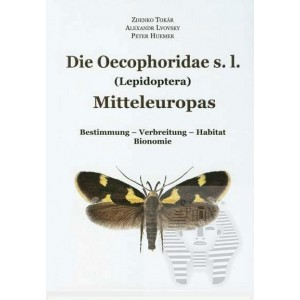 ZDENKO TOKÁR
ALEXANDR LVOVSKY
PETER HUEMER
Die Oecophoridae s. l.
(Lepidoptera)
Mitteleuropas
Bestimmung – Verbreitung – Habitat
Bionomie